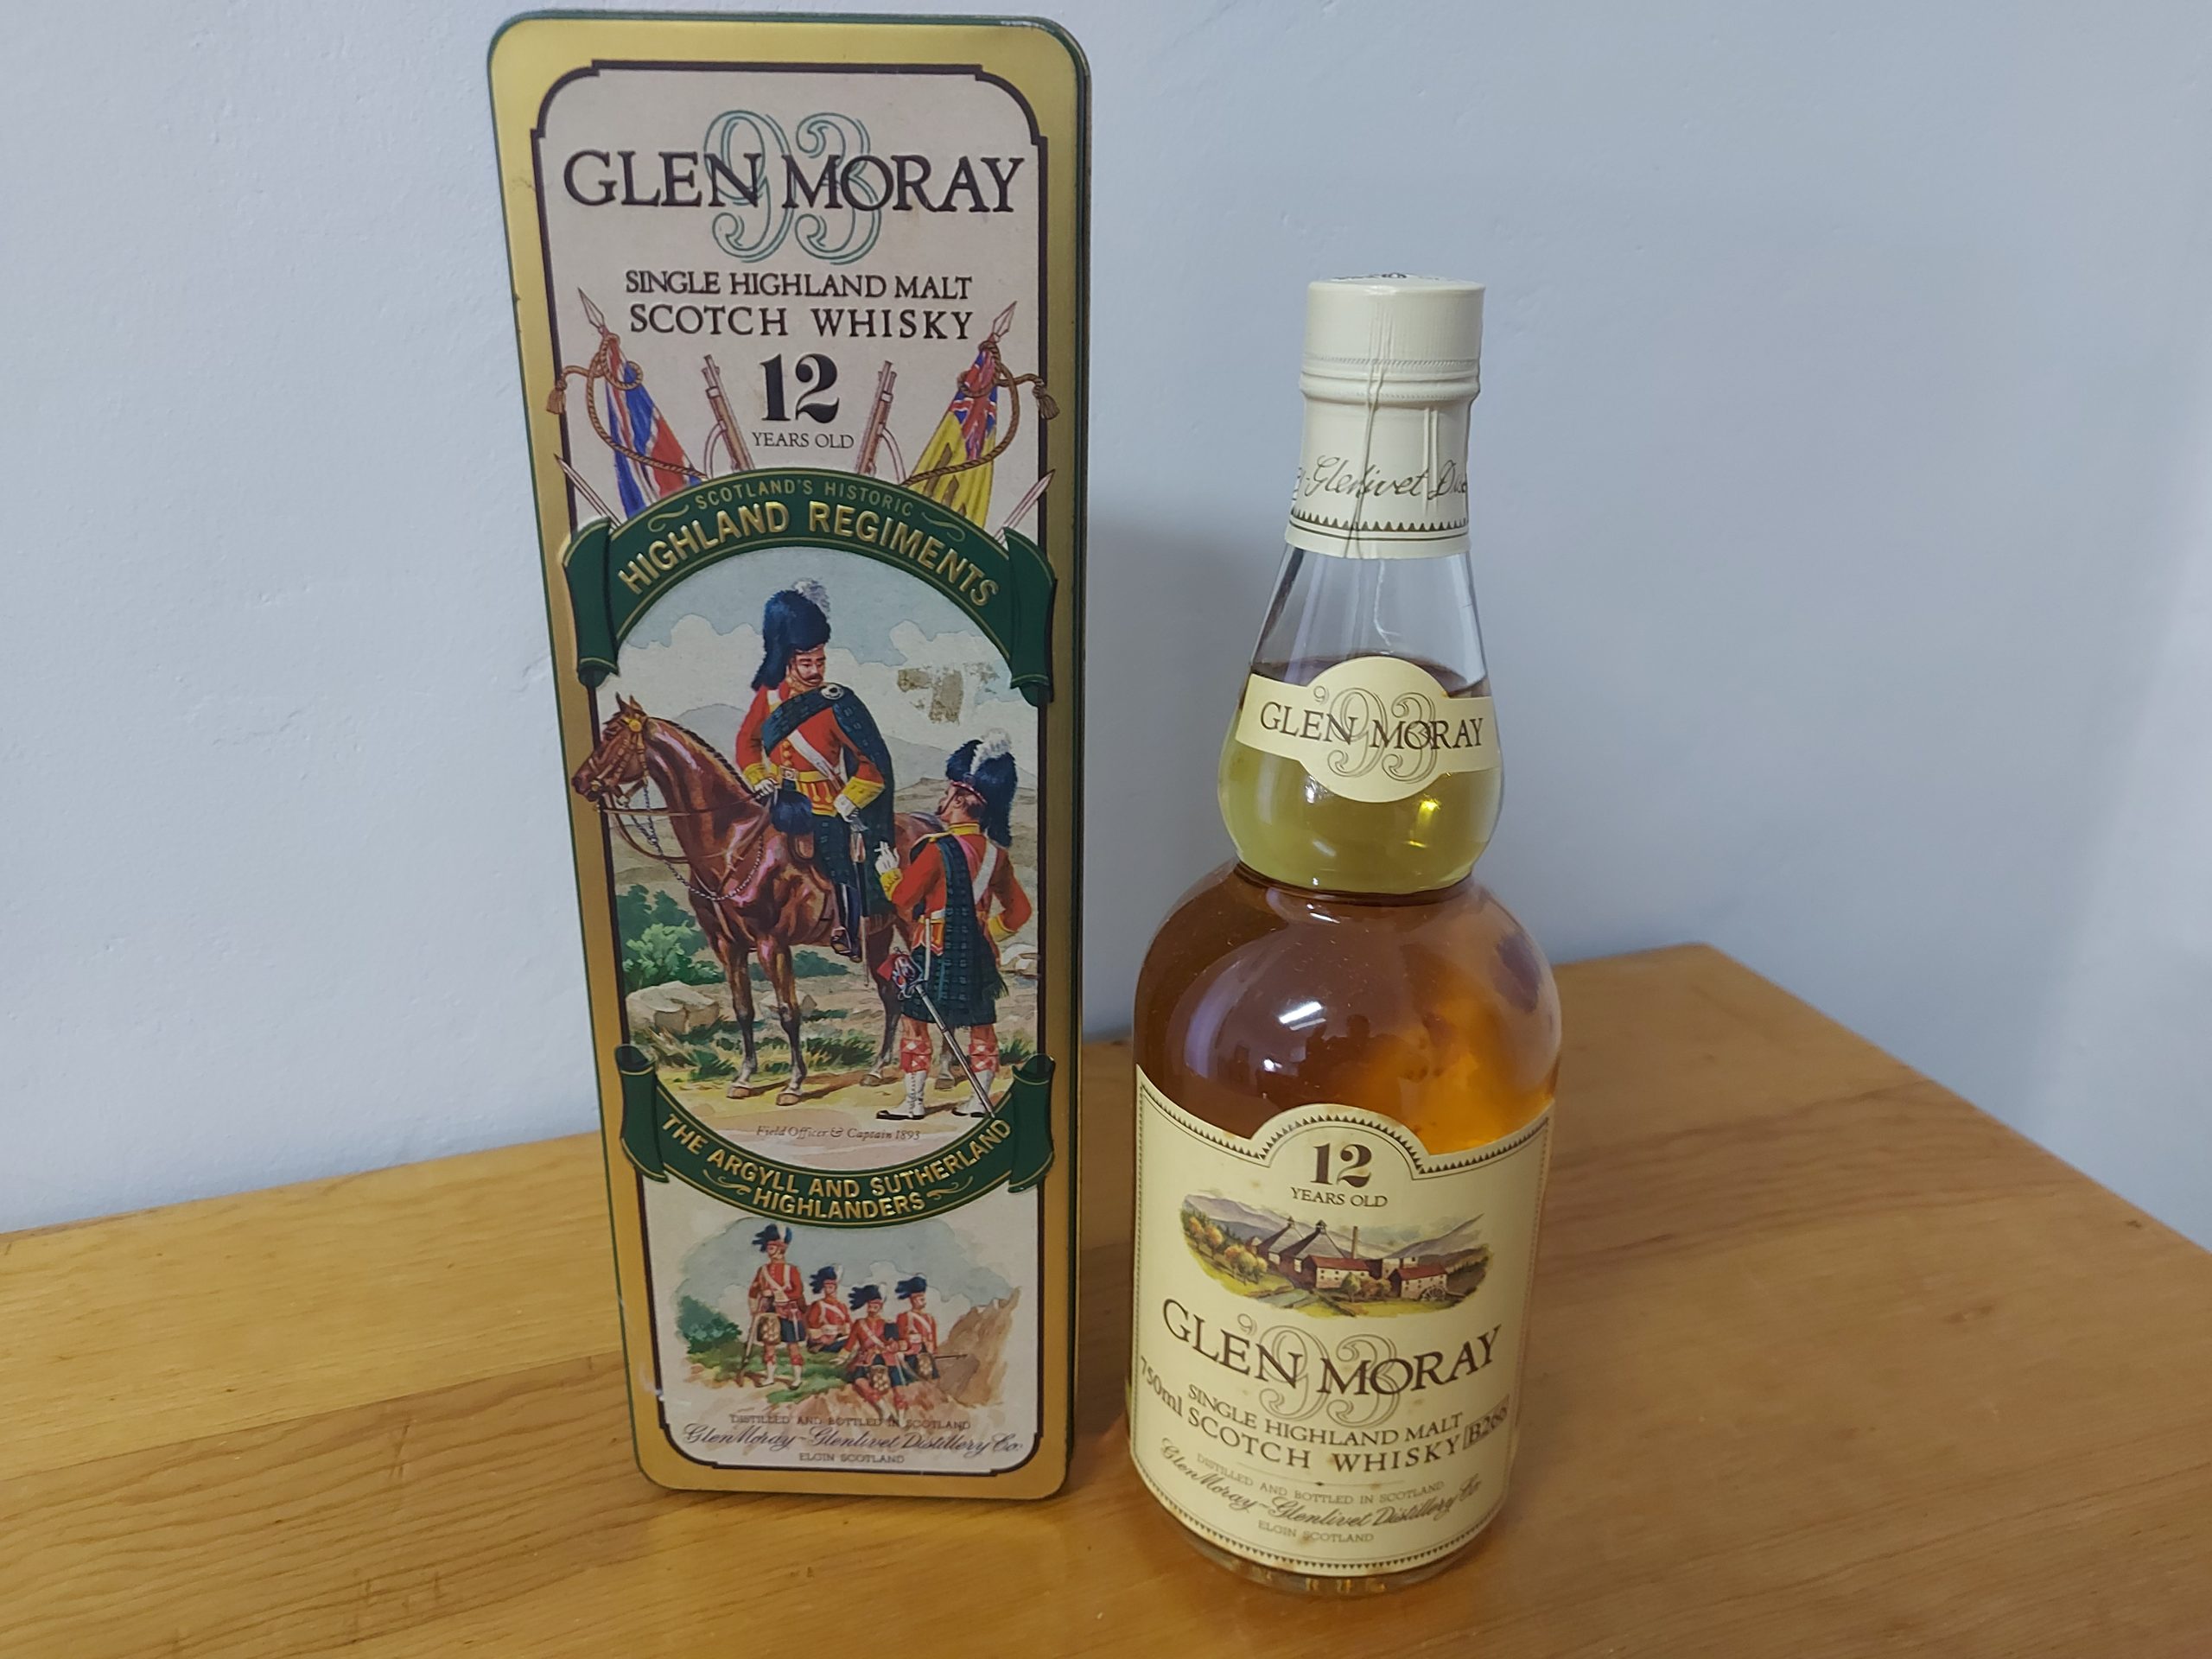 93
GLEN MORAY
SINGLE HIGHLAND MALT
SCOTCH WHISKY
12
YEARS OLD
SCOTLAND'S HISTORIC
HIGHLAND REGIMENTS
Field Officer & Captain 1893
THE ARGYLL AND SUTHERLAND
HIGHLANDERS
DISTILLED AND BOTTLED IN SCOTLAND
Glen Moray-Glenlivet Distillery Co.
ELGIN SCOTLAND
Glenlivet
'93
GLEN MORAY
12
YEARS OLD
'93
GLEN MORAY
SINGLE HIGHLAND MALT
750ml SCOTCH WHISKY
DISTILLED AND BOTTLED IN SCOTLAND
Glen Moray-Glenlivet Distillery Co
ELGIN SCOTLAND